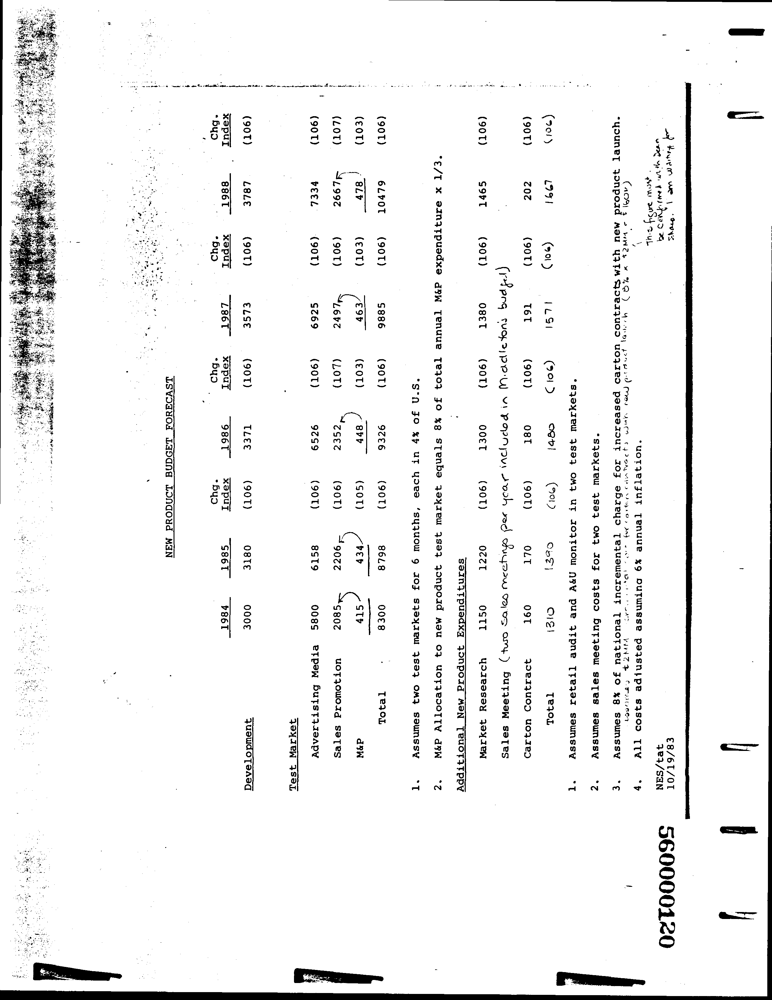 NEW PRODUCT BUDGET FORECAST
1984 1985 Chg. Index 1986 Chg. Index 1987 Chg. Index 1988 Chg. Index
Development 3000 3180 (106) 3371 (106) 3573 (106) 3787 (106)
Test Market
Advertising Media 5800 6158 (106) 6526 (106) 6925 (106) 7334 (106)
Sales Promotion 2085 2206 (106) 2352 (107) 2497 (106) 2667 (107)
M&P 415 434 (105) 448 (103) 463 (103) 478 (103)
Total 8300 8798 (106) 9326 (106) 9885 (106) 10479 (106)
1. Assumes two test markets for 6 months, each in 4% of U.S.
2. M&P Allocation to new product test market equals 8% of total annual M&P expenditure x 1/3.
Additional New Product Expenditures
Market Research 1150 1220 (106) 1300 (106) 1380 (106) 1465 (106)
Sales Meeting (two sales meetings per year included in Middleton's budget)
Carton Contract 160 170 (106) 180 (106) 191 (106) 202 (106)
Total 1310 1390 (106) 1480 (106) 1571 (106) 1667 (106)
1. Assumes retail audit and A&U monitor in two test markets.
2. Assumes sales meeting costs for two test markets.
3. Assumes 8% of national incremental charge for increased carton contracts with new product launch.
with new product launch (8% x $2MM = $160K)
4. All costs adjusted assuming 6% annual inflation.
This figure must
be confirmed with Dean
I am waiting for
NES/tat
10/19/83
560000120